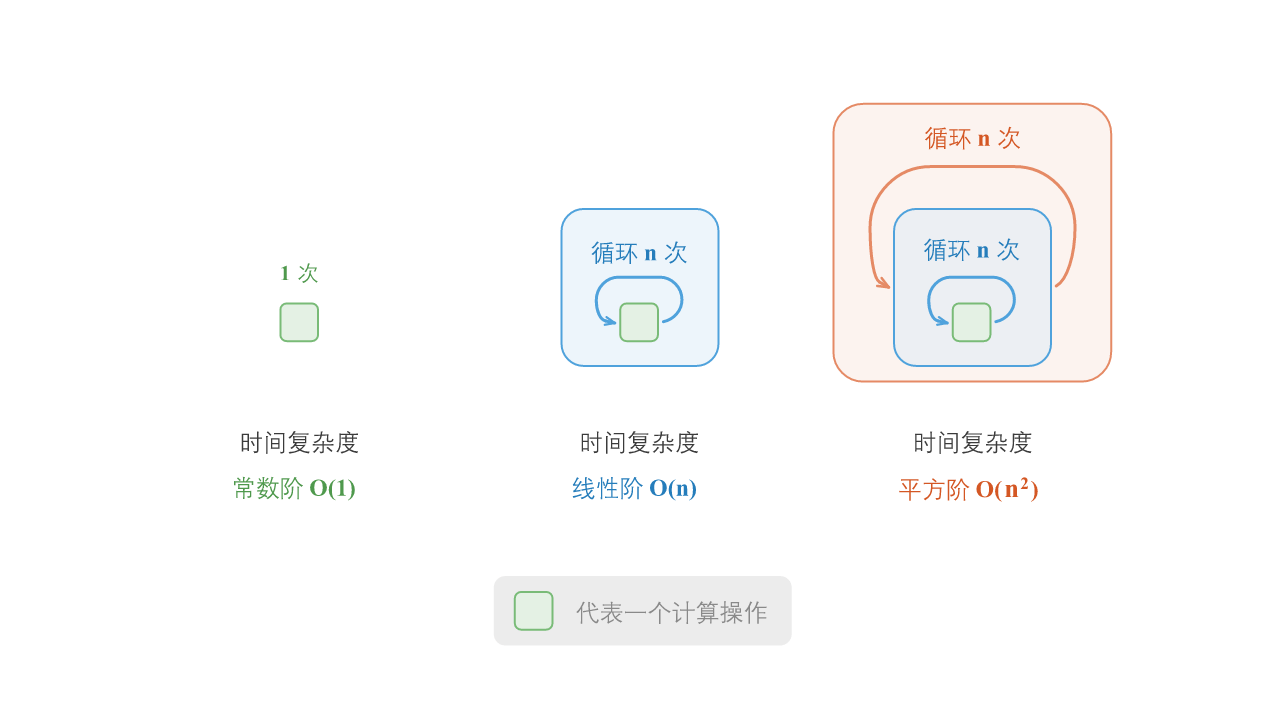 1 次
时间复杂度
常数阶 O(1)
循环 n 次
时间复杂度
线性阶 O(n)
循环 n 次
循环 n 次
时间复杂度
平方阶 O(n²)
代表一个计算操作